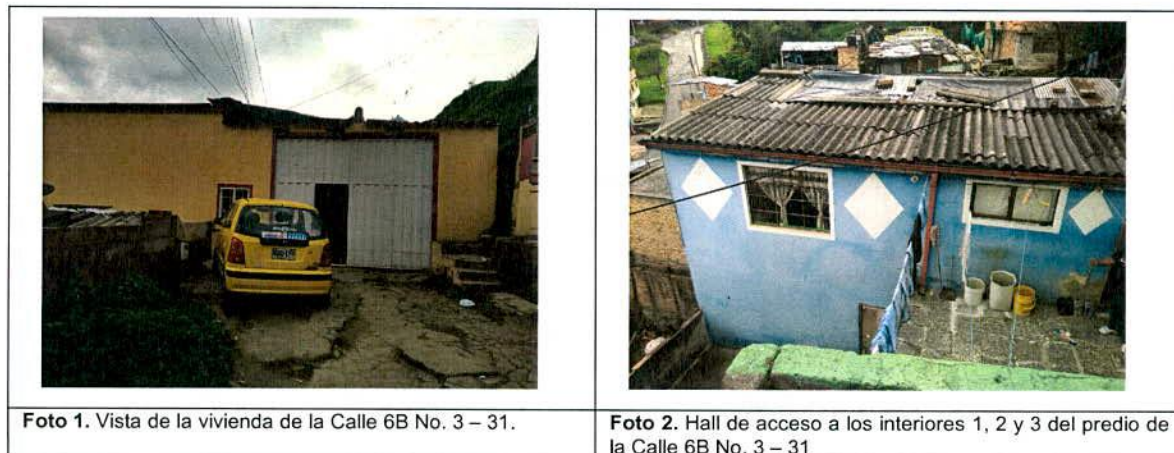 Foto 1. Vista de la vivienda de la Calle 6B No. 3 – 31.
Foto 2. Hall de acceso a los interiores 1, 2 y 3 del predio de
la Calle 6B No. 3 – 31